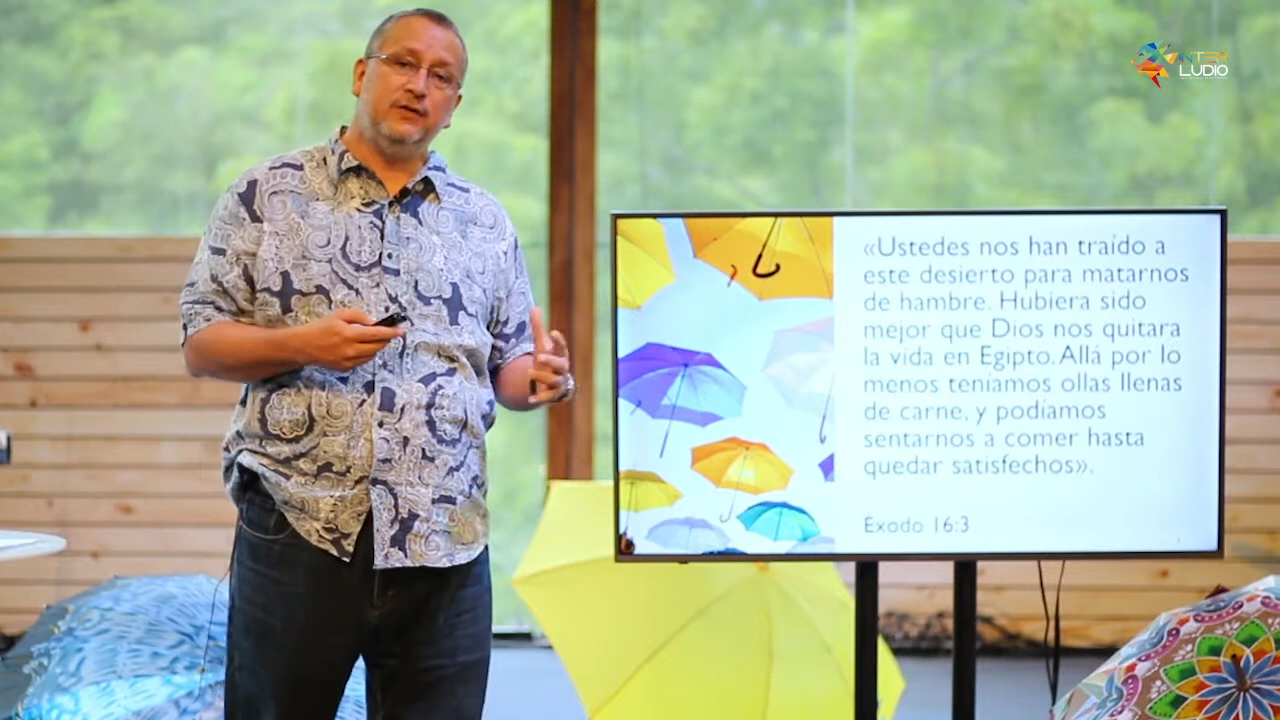 INTER
LUDIO
«Ustedes nos han traído a
este desierto para matarnos
de hambre. Hubiera sido
mejor que Dios nos quitara
la vida en Egipto. Allá por lo
menos teníamos ollas llenas
de carne, y podíamos
sentarnos a comer hasta
quedar satisfechos».
Éxodo 16:3